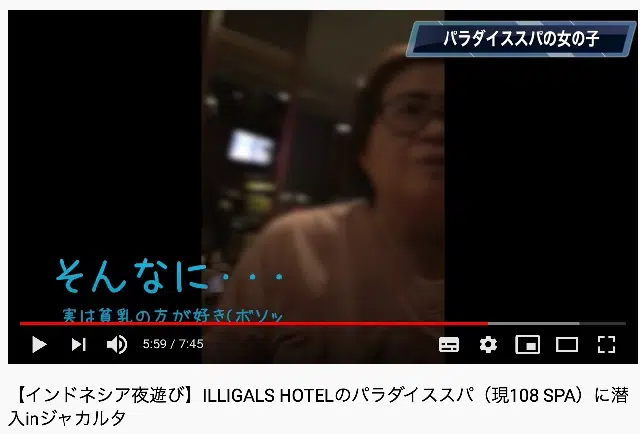 パラダイススパの女の子
そんなに・・・
実は貧乳の方が好き(ボソッ
5:59 / 7:45
【インドネシア夜遊び】ILLIGALS HOTELのパラダイススパ（現108 SPA）に潜
入inジャカルタ